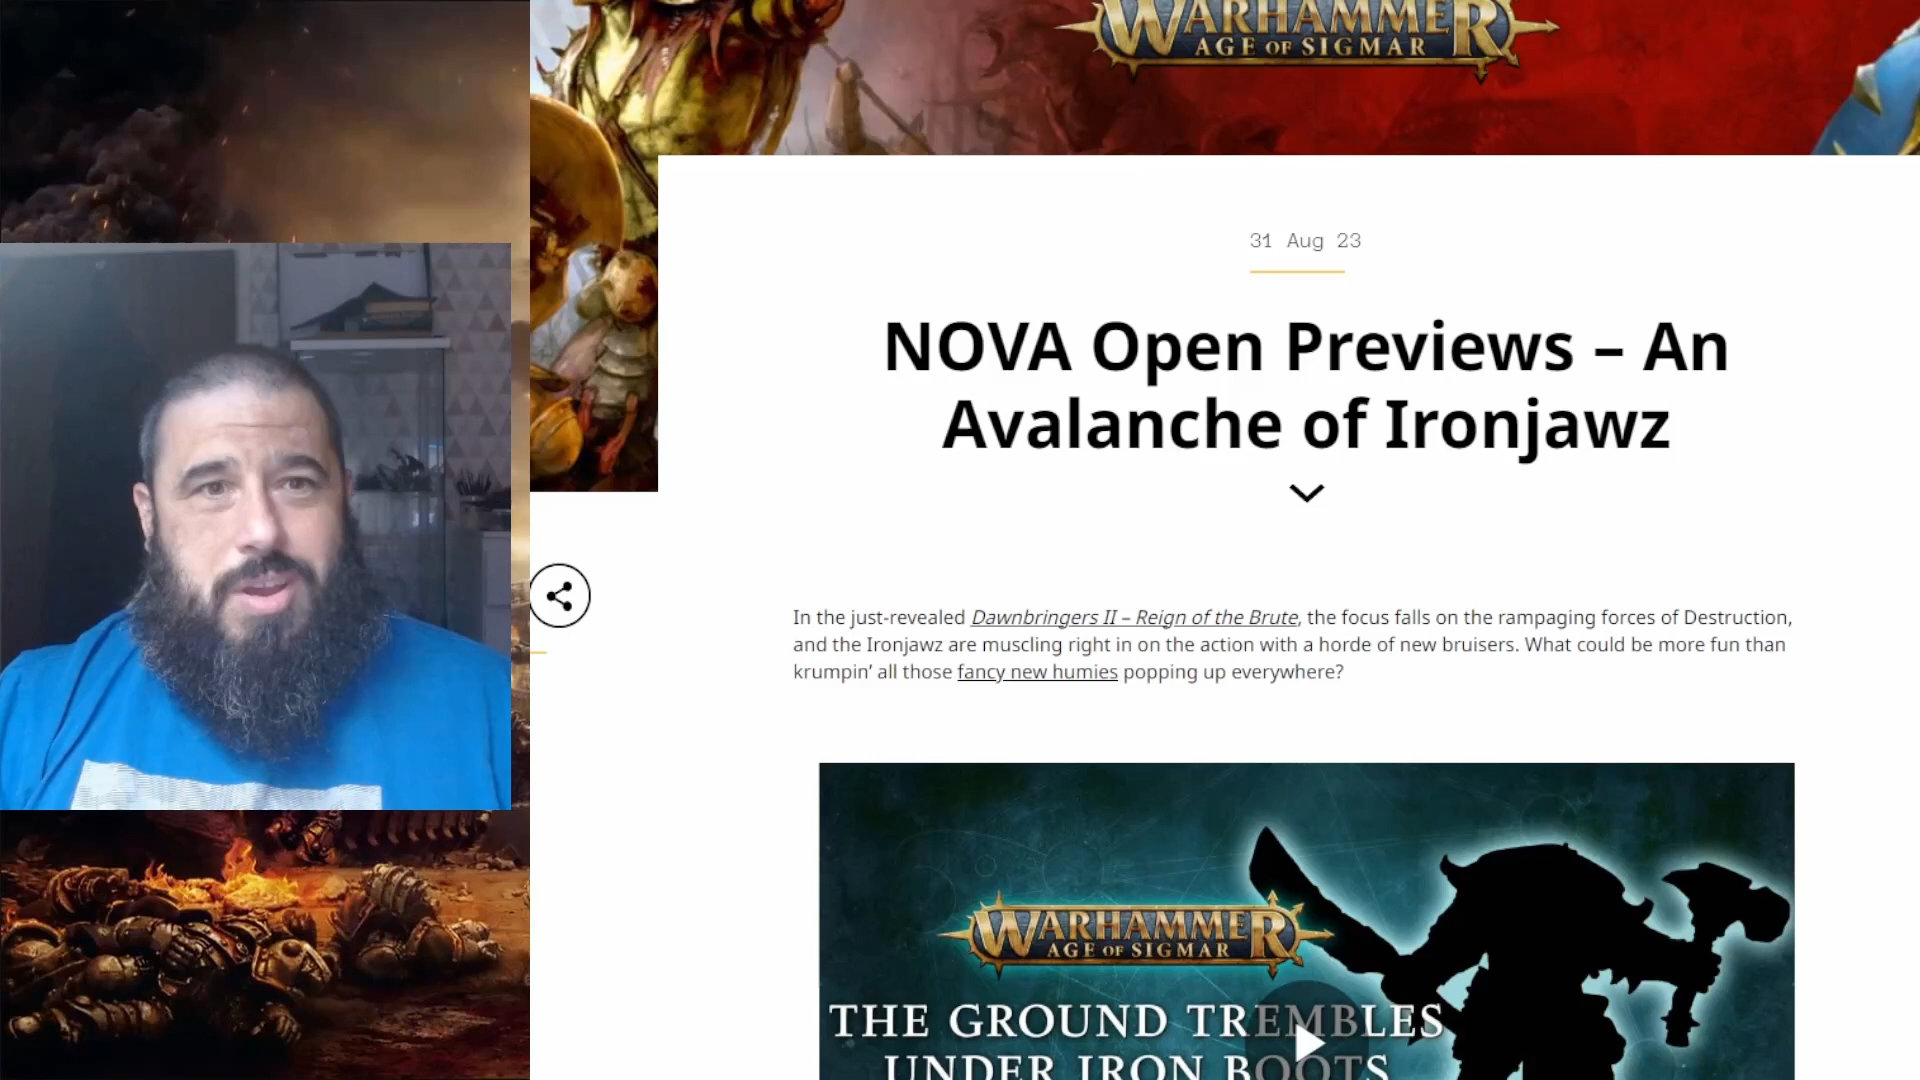 WARHAMMER
AGE OF SIGMAR
31 Aug 23
NOVA Open Previews – An
Avalanche of Ironjawz
In the just-revealed Dawnbringers II – Reign of the Brute, the focus falls on the rampaging forces of Destruction,
and the Ironjawz are muscling right in on the action with a horde of new bruisers. What could be more fun than
krumpin’ all those fancy new humies popping up everywhere?
WARHAMMER
AGE OF SIGMAR
THE GROUND TREMBLES
UNDER IRON BOOTS